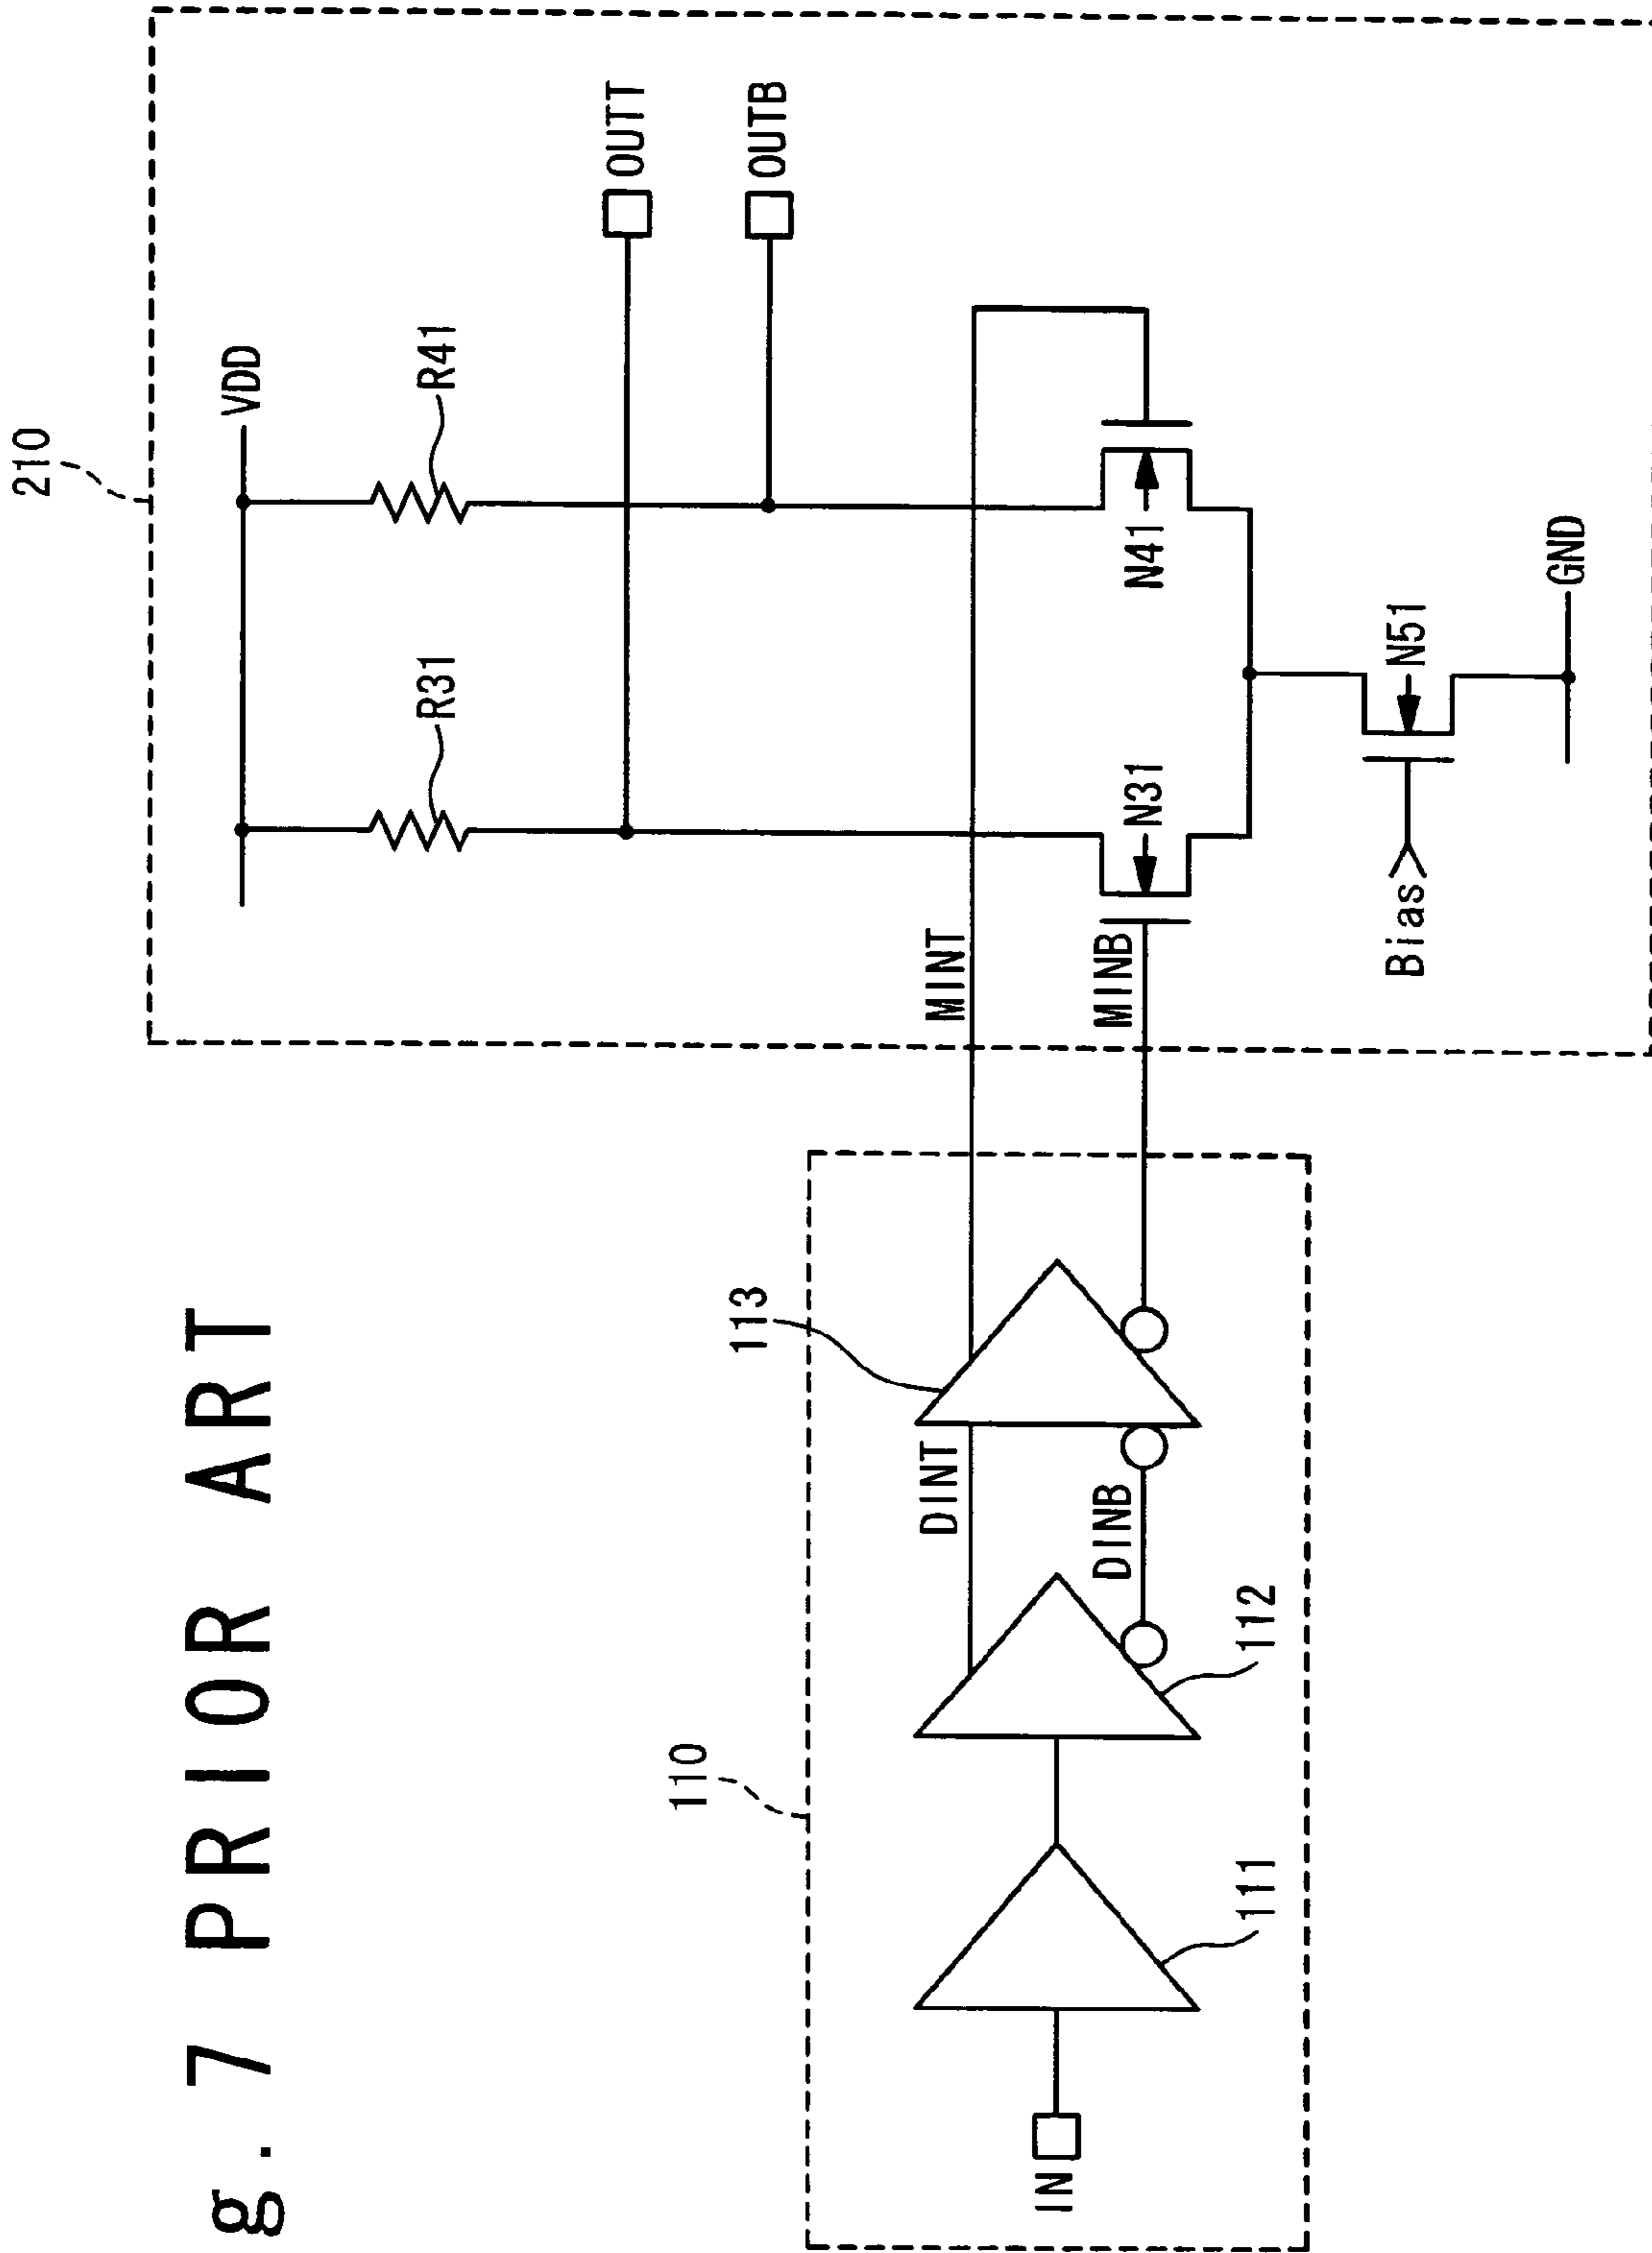 g. 7 PRIOR ART
210
VDD
R31
R41
OUTT
OUTB
110
113
MINT
DINT
MINB
DINB
N31
N41
IN
111
112
Bias
N51
GND